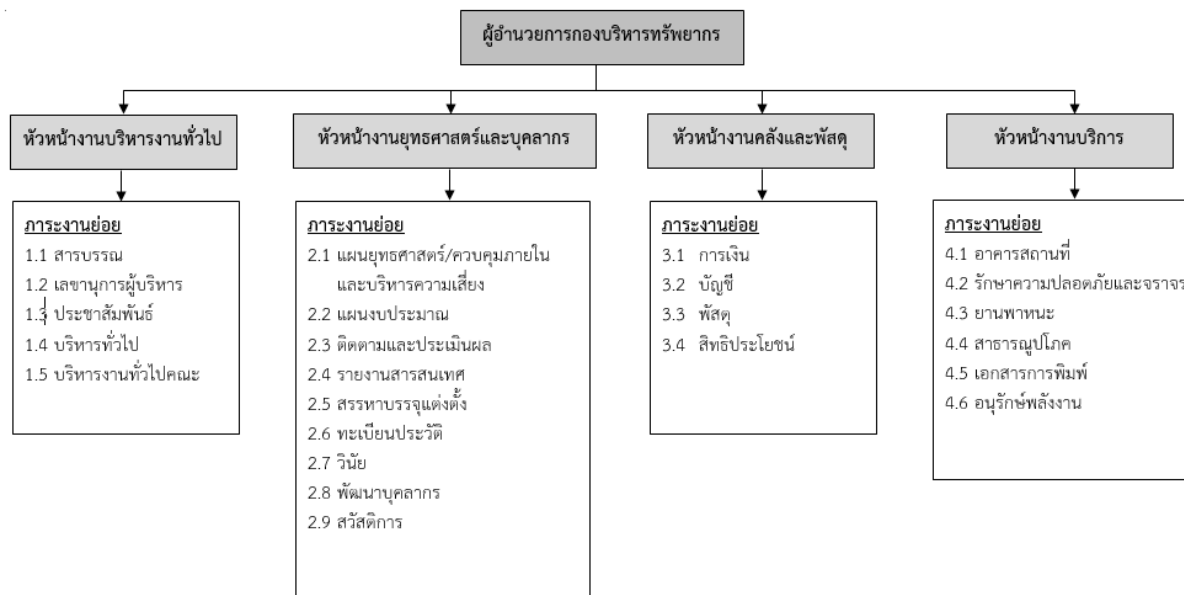 ผู้อำนวยการกองบริหารทรัพยากร
หัวหน้างานบริหารงานทั่วไป
หัวหน้างานยุทธศาสตร์และบุคลากร
หัวหน้างานคลังและพัสดุ
หัวหน้างานบริการ
ภาระงานย่อย
1.1 สารบรรณ
1.2 เลขานุการผู้บริหาร
1.3 ประชาสัมพันธ์
1.4 บริหารทั่วไป
1.5 บริหารงานทั่วไปคณะ
ภาระงานย่อย
2.1 แผนยุทธศาสตร์/ควบคุมภายใน
และบริหารความเสี่ยง
2.2 แผนงบประมาณ
2.3 ติดตามและประเมินผล
2.4 รายงานสารสนเทศ
2.5 สรรหาบรรจุแต่งตั้ง
2.6 ทะเบียนประวัติ
2.7 วินัย
2.8 พัฒนาบุคลากร
2.9 สวัสดิการ
ภาระงานย่อย
3.1 การเงิน
3.2 บัญชี
3.3 พัสดุ
3.4 สิทธิประโยชน์
ภาระงานย่อย
4.1 อาคารสถานที่
4.2 รักษาความปลอดภัยและจราจร
4.3 ยานพาหนะ
4.4 สาธารณูปโภค
4.5 เอกสารการพิมพ์
4.6 อนุรักษ์พลังงาน